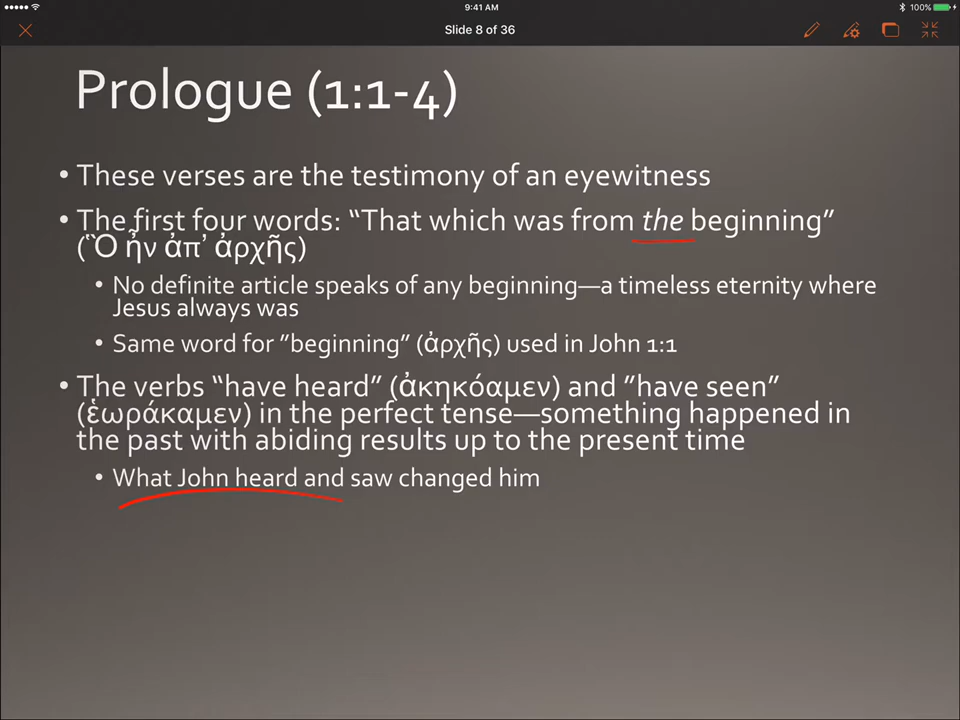 9:41 AM
100%
Slide 8 of 36
Prologue (1:1-4)
• These verses are the testimony of an eyewitness
• The first four words: “That which was from the beginning”
(Ὃ ἦν ἀπ’ ἀρχῆς)
• No definite article speaks of any beginning—a timeless eternity where
Jesus always was
• Same word for ”beginning” (ἀρχῆς) used in John 1:1
• The verbs “have heard” (ἀκηκόαμεν) and ”have seen”
(ἑωράκαμεν) in the perfect tense—something happened in
the past with abiding results up to the present time
• What John heard and saw changed him